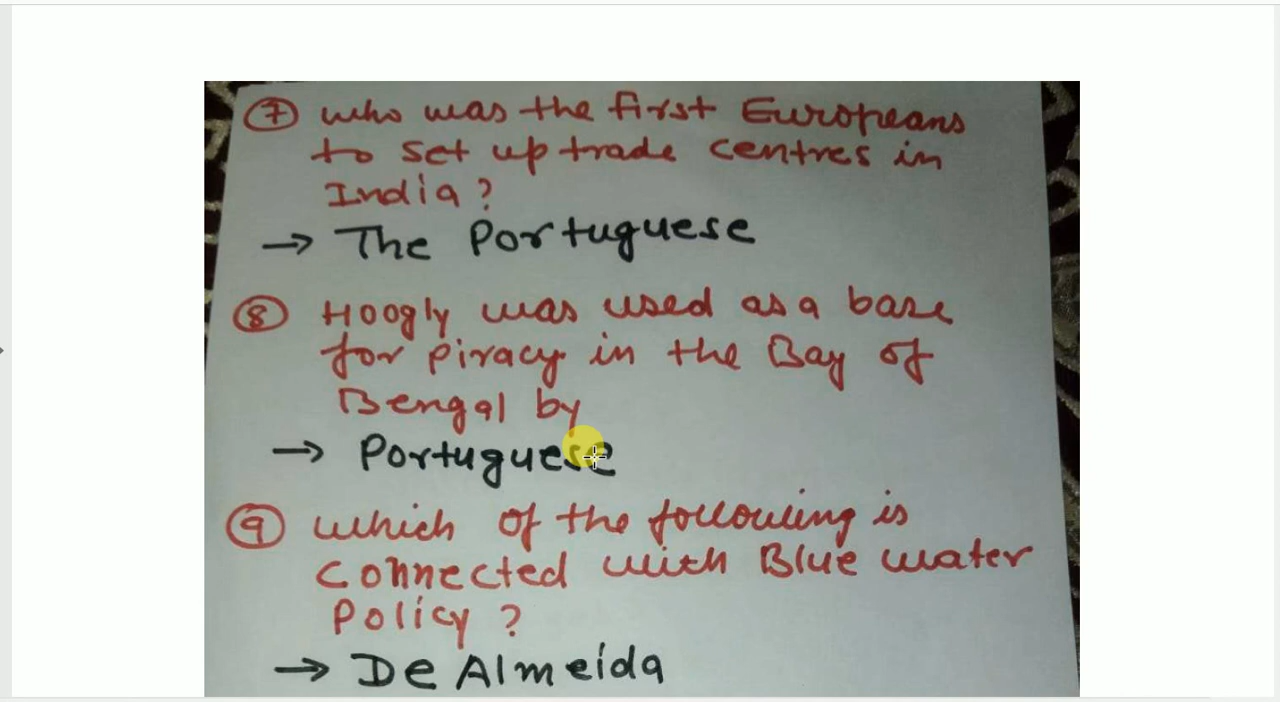 7 who was the first Europeans
to set up trade centres in
India?
→ The Portuguese
8 Hoogly was used as a base
for piracy in the Bay of
Bengal by
→ Portuguese
9 which of the following is
connected with Blue water
Policy?
→ De Almeida